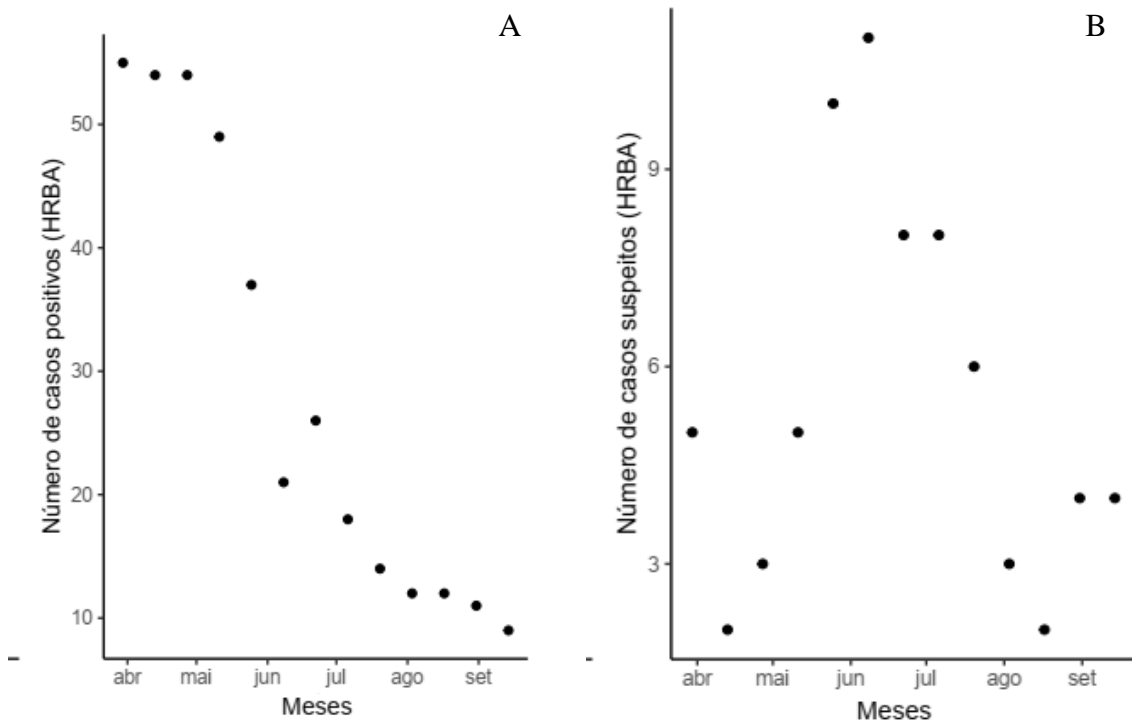 A
Número de casos positivos (HRBA)
50
40
30
20
10
abr mai jun jul ago set
Meses
B
Número de casos suspeitos (HRBA)
9
6
3
abr mai jun jul ago set
Meses